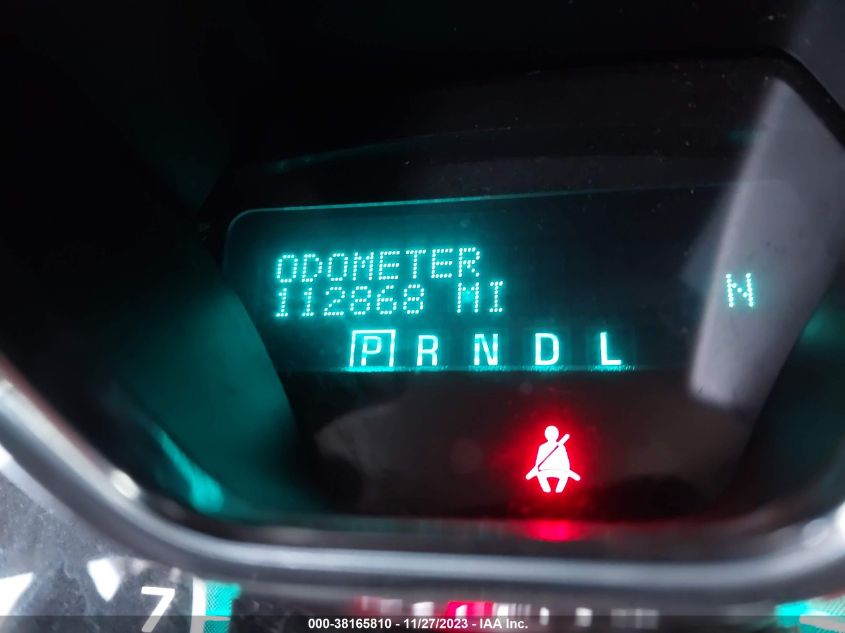 ODOMETER
112868 MI N
P R N D L
7
000-38165810 - 11/27/2023 - IAA Inc.